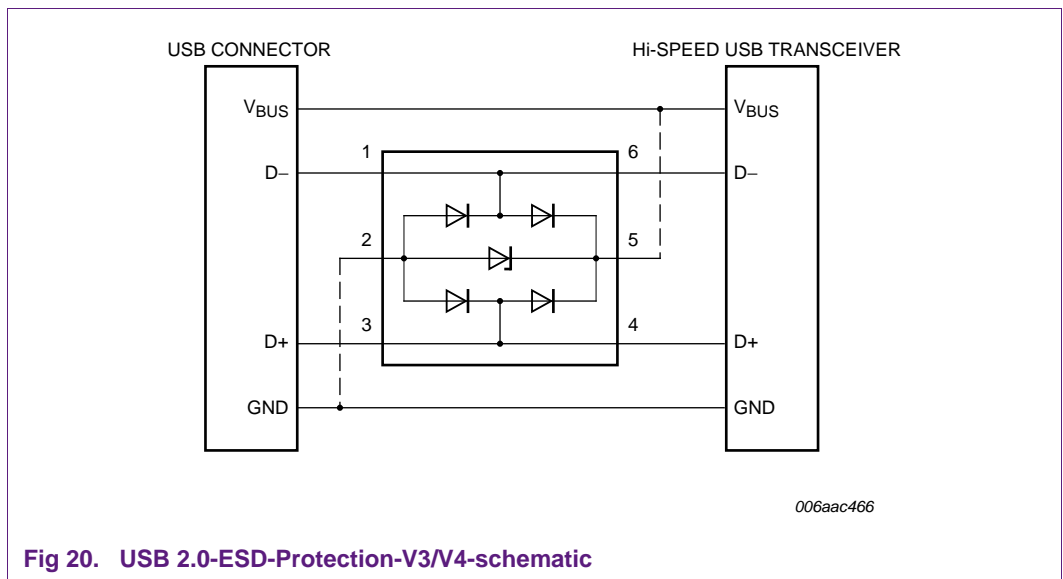 USB CONNECTOR Hi-SPEED USB TRANSCEIVER
VBUS VBUS
1 6
D− D−
2 5
3 4
D+ D+
GND GND
006aac466
Fig 20. USB 2.0-ESD-Protection-V3/V4-schematic